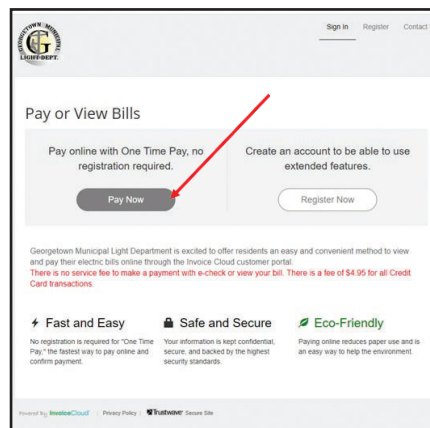 GEORGETOWN MUNICIPAL
G
LIGHT DEPT.
Sign In Register Contact
Pay or View Bills
Pay online with One Time Pay, no
registration required.
Pay Now
Create an account to be able to use
extended features.
Register Now
Georgetown Municipal Light Department is excited to offer residents an easy and convenient method to view
and pay their electric bills online through the Invoice Cloud customer portal.
There is no service fee to make a payment with e-check or view your bill. There is a fee of $4.95 for all Credit
Card transactions.
Fast and Easy
No registration is required for "One Time
Pay," the fastest way to pay online and
confirm payment.
Safe and Secure
Your information is kept confidential,
secure, and backed by the highest
security standards.
Eco-Friendly
Paying online reduces paper use and is
an easy way to help the environment.
Powered by InvoiceCloud | Privacy Policy | Trustwave Secure Site